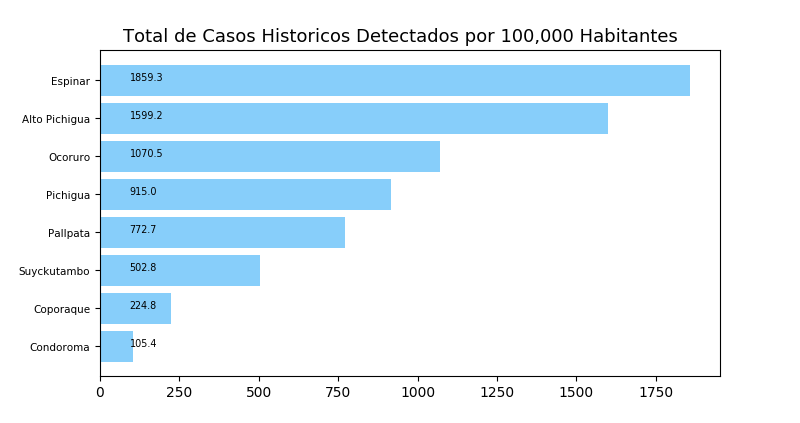 Total de Casos Historicos Detectados por 100,000 Habitantes
Espinar 1859.3
Alto Pichigua 1599.2
Ocoruro 1070.5
Pichigua 915.0
Pallpata 772.7
Suyckutambo 502.8
Coporaque 224.8
Condoroma 105.4
0 250 500 750 1000 1250 1500 1750